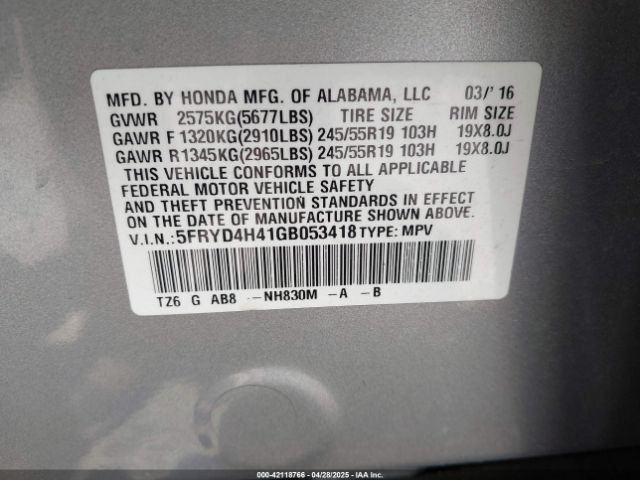 MFD. BY HONDA MFG. OF ALABAMA, LLC 03/'16
GVWR 2575KG(5677LBS) TIRE SIZE RIM SIZE
GAWR F 1320KG(2910LBS) 245/55R19 103H 19X8.0J
GAWR R1345KG(2965LBS) 245/55R19 103H 19X8.0J
THIS VEHICLE CONFORMS TO ALL APPLICABLE
FEDERAL MOTOR VEHICLE SAFETY
AND THEFT PREVENTION STANDARDS IN EFFECT
ON THE DATE OF MANUFACTURE SHOWN ABOVE.
V.I.N.:5FRYD4H41GB053418 TYPE: MPV
TZ6 G AB8 -NH830M -A -B
000-42118766 - 04/28/2025 - IAA Inc.